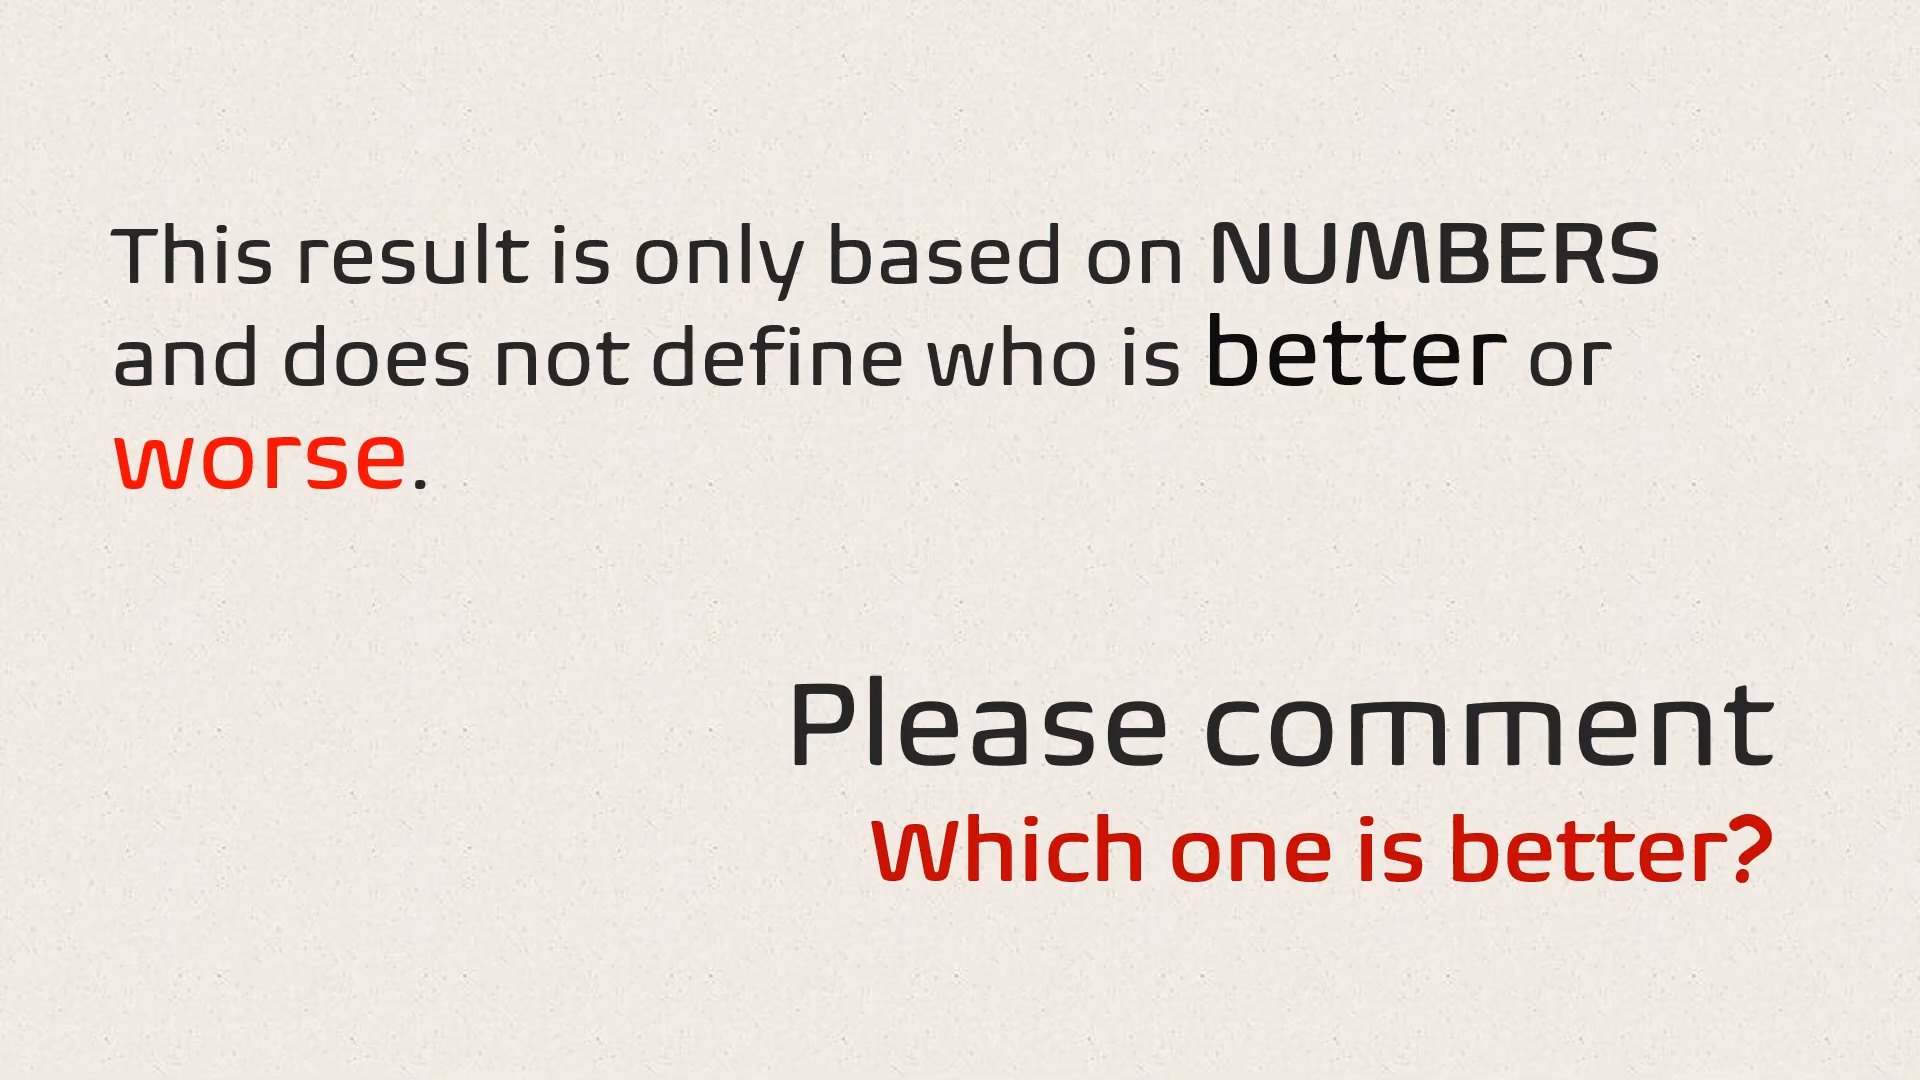 This result is only based on NUMBERS
and does not define who is better or
worse.
Please comment
Which one is better?